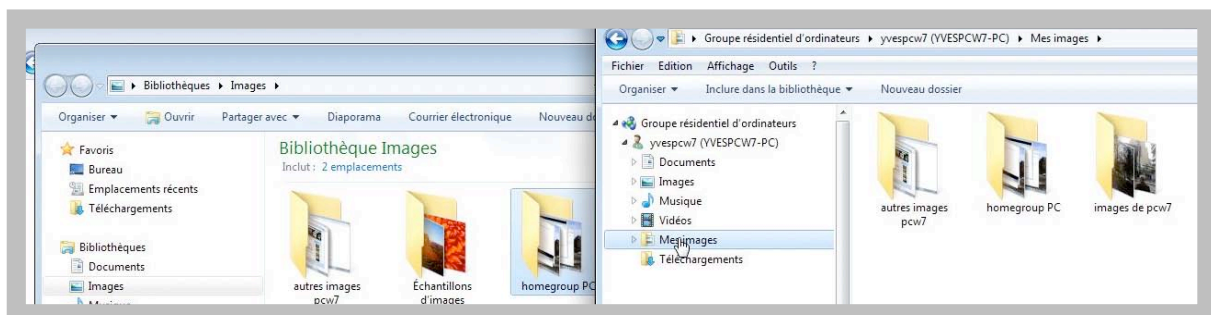 Bibliothèques Images
Organiser Ouvrir Partager avec Diaporama Courrier électronique Nouveau do
Favoris
Bureau
Emplacements récents
Téléchargements
Bibliothèques
Documents
Images
Musique
Bibliothèque Images
Inclut : 2 emplacements
autres images
pcw7
Échantillons
d'images
homegroup PC
Groupe résidentiel d'ordinateurs yvespcw7 (YVESPCW7-PC) Mes images
Fichier Edition Affichage Outils ?
Organiser Inclure dans la bibliothèque Nouveau dossier
Groupe résidentiel d'ordinateurs
yvespcw7 (YVESPCW7-PC)
Documents
Images
Musique
Vidéos
Mes images
Téléchargements
autres images
pcw7
homegroup PC
images de pcw7